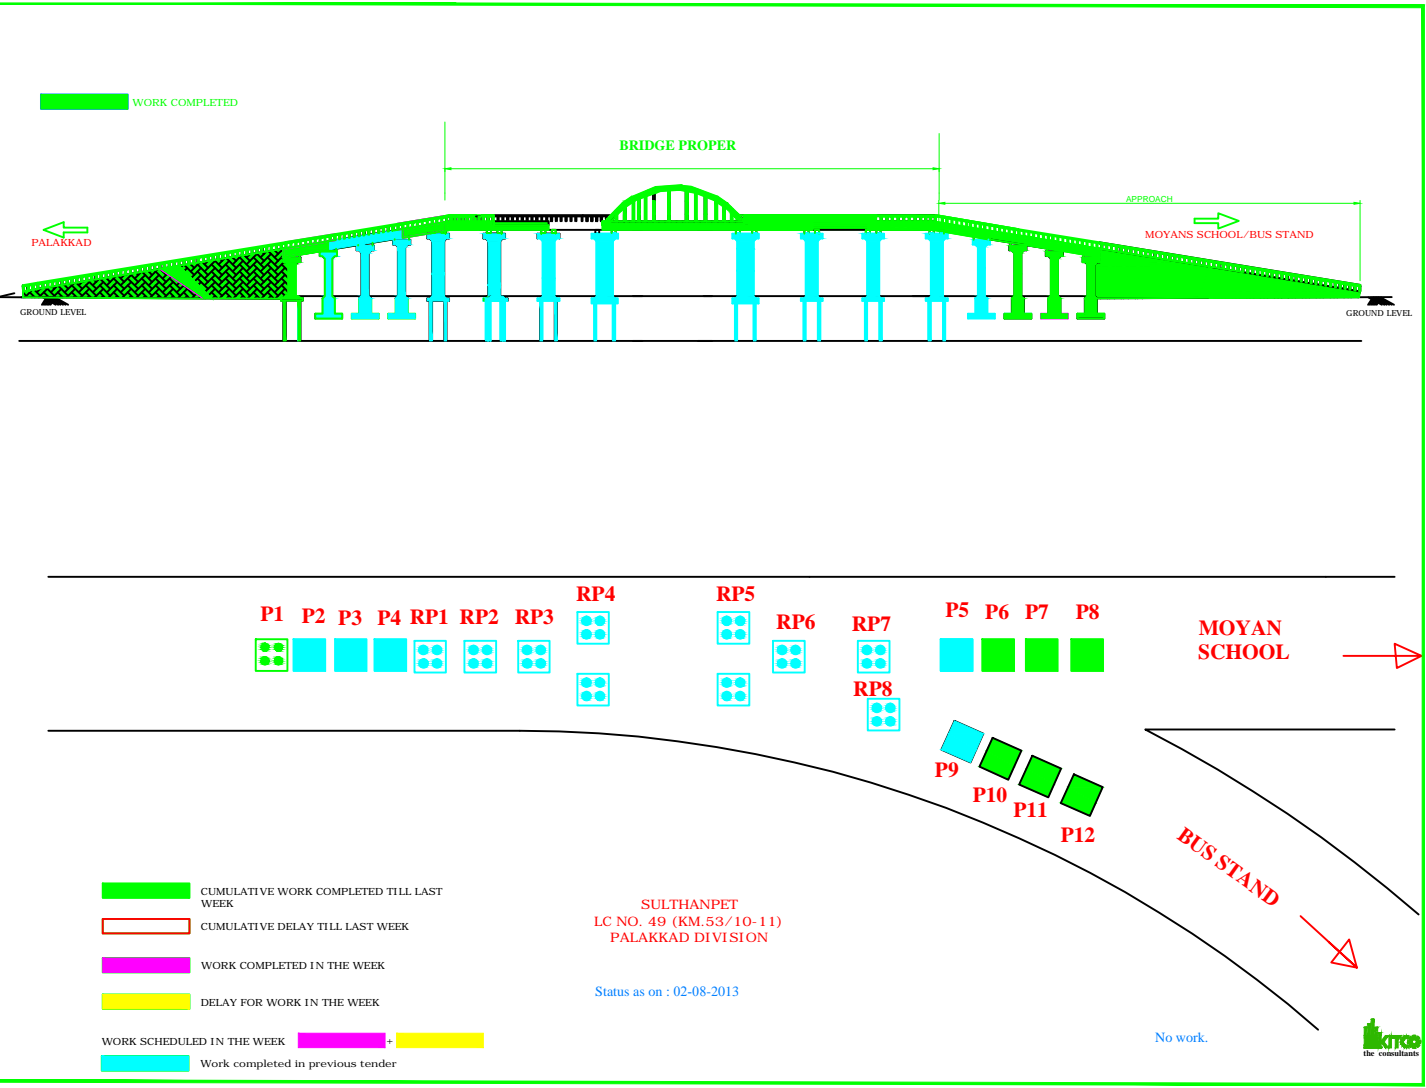 WORK COMPLETED
BRIDGE PROPER
APPROACH
PALAKKAD
MOYANS SCHOOL/BUS STAND
GROUND LEVEL
GROUND LEVEL
P1 P2 P3 P4 RP1 RP2 RP3 RP4 RP5 RP6 RP7 P5 P6 P7 P8
MOYAN
SCHOOL
RP8
P9
P10
P11
P12
BUS STAND
CUMULATIVE WORK COMPLETED TILL LAST
WEEK
CUMULATIVE DELAY TILL LAST WEEK
WORK COMPLETED IN THE WEEK
DELAY FOR WORK IN THE WEEK
WORK SCHEDULED IN THE WEEK +
Work completed in previous tender
SULTHANPET
LC NO. 49 (KM.53/10-11)
PALAKKAD DIVISION
Status as on : 02-08-2013
No work.
KITCO
the consultants